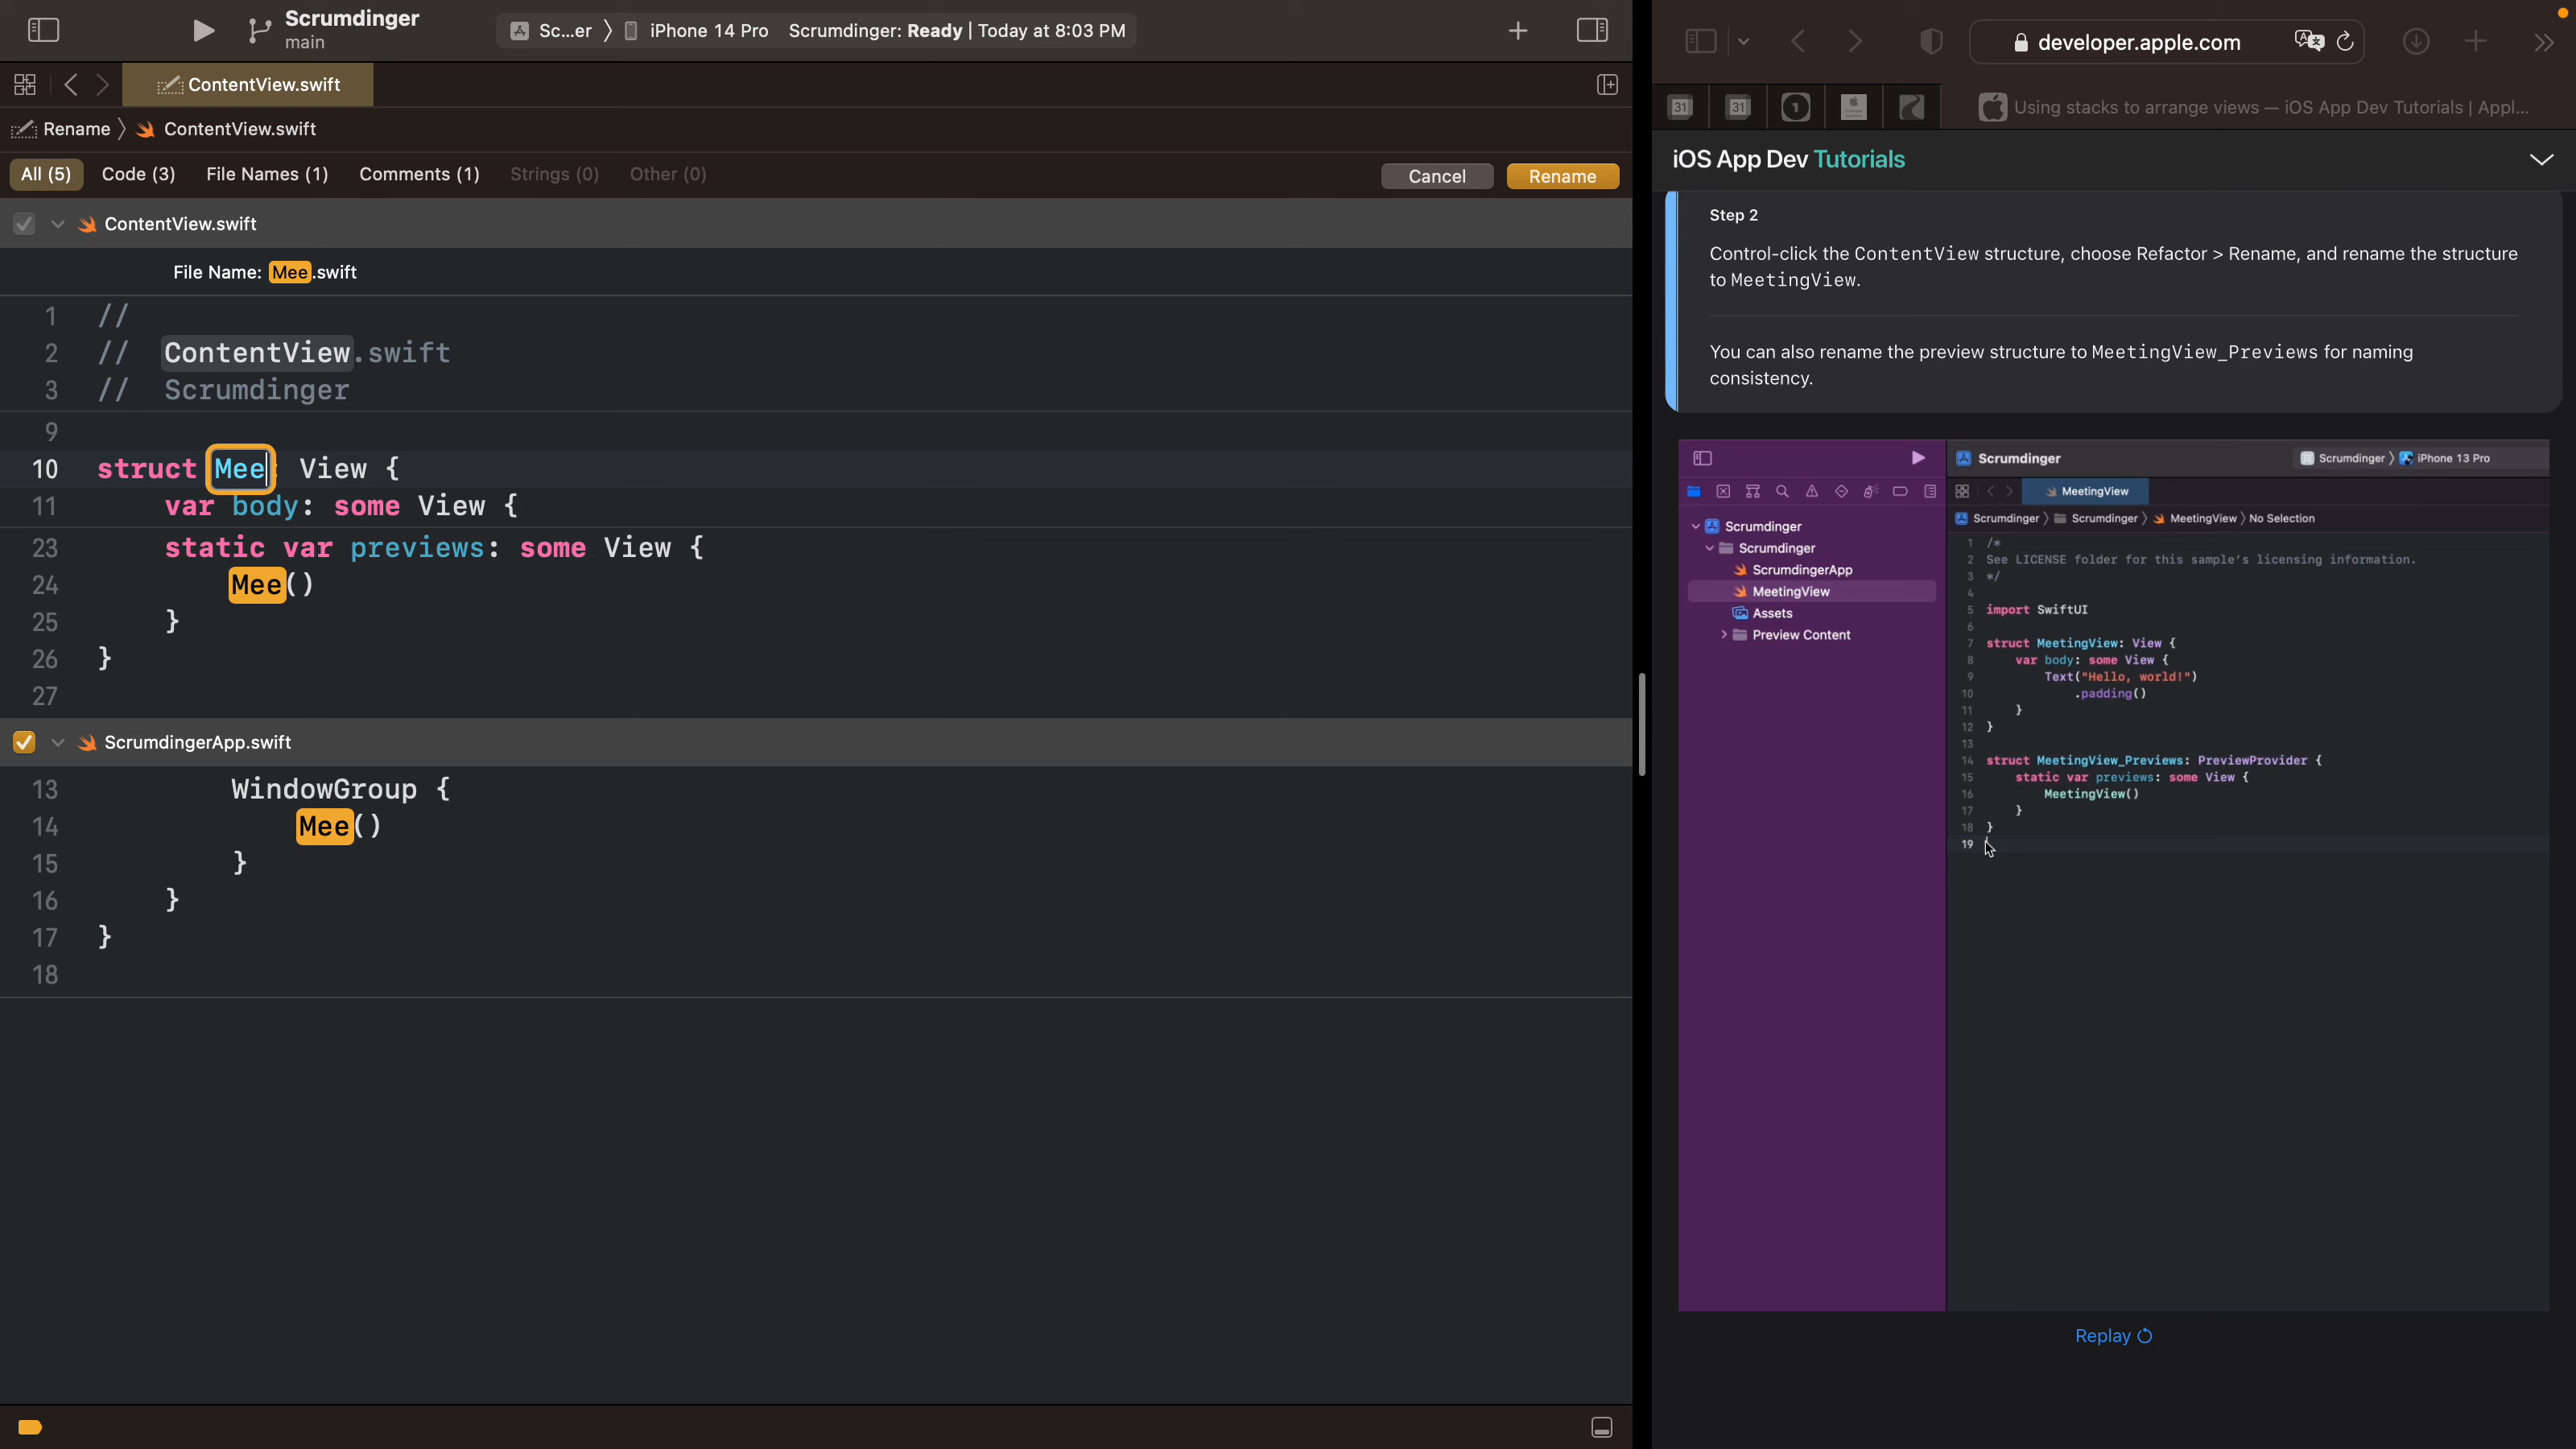 Scrumdinger
main
Sc...er 〉 iPhone 14 Pro Scrumdinger: Ready | Today at 8:03 PM
ContentView.swift
Rename 〉 ContentView.swift
All (5) Code (3) File Names (1) Comments (1) Strings (0) Other (0) Cancel Rename
ContentView.swift
File Name: Mee.swift
1 //
2 // ContentView.swift
3 // Scrumdinger
9
10 struct Mee: View {
11 var body: some View {
23 static var previews: some View {
24 Mee()
25 }
26 }
27
ScrumdingerApp.swift
13 WindowGroup {
14 Mee()
15 }
16 }
17 }
18
developer.apple.com
31 31 1 Using stacks to arrange views — iOS App Dev Tutorials | Appl...
iOS App Dev Tutorials
Step 2
Control-click the ContentView structure, choose Refactor > Rename, and rename the structure
to MeetingView.
You can also rename the preview structure to MeetingView_Previews for naming
consistency.
Scrumdinger Scrumdinger 〉 iPhone 13 Pro
MeetingView
Scrumdinger 〉 Scrumdinger 〉 MeetingView 〉 No Selection
Scrumdinger
Scrumdinger
ScrumdingerApp
MeetingView
Assets
Preview Content
1 /*
2 See LICENSE folder for this sample’s licensing information.
3 */
4
5 import SwiftUI
6
7 struct MeetingView: View {
8 var body: some View {
9 Text("Hello, world!")
10 .padding()
11 }
12 }
13
14 struct MeetingView_Previews: PreviewProvider {
15 static var previews: some View {
16 MeetingView()
17 }
18 }
19
Replay